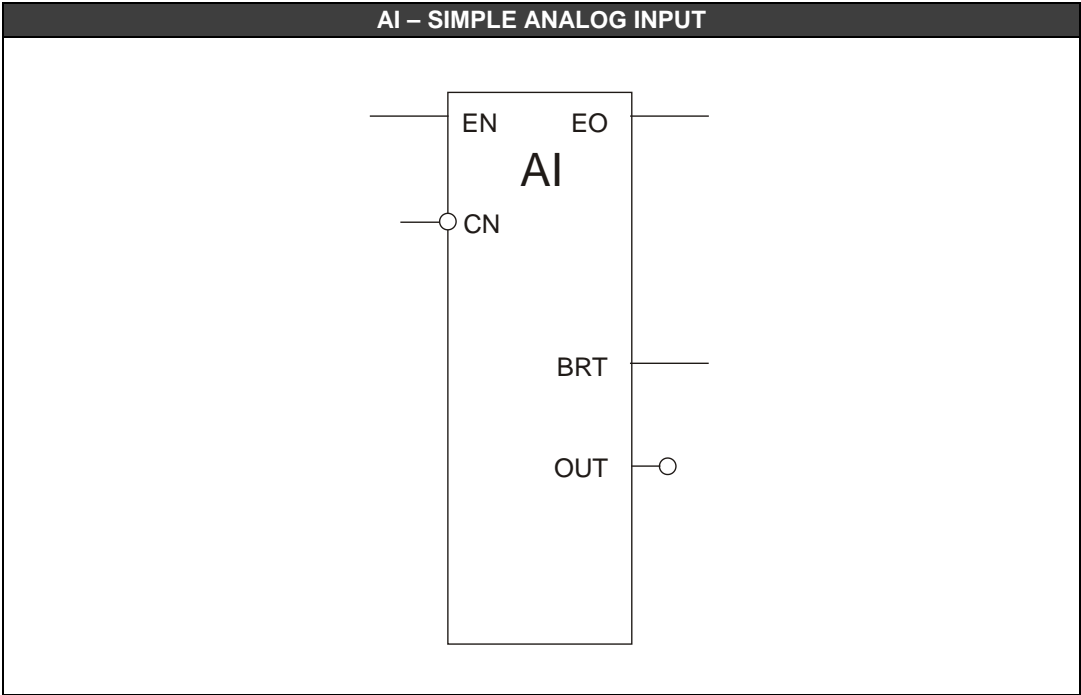 AI – SIMPLE ANALOG INPUT
EN EO
AI
CN
BRT
OUT